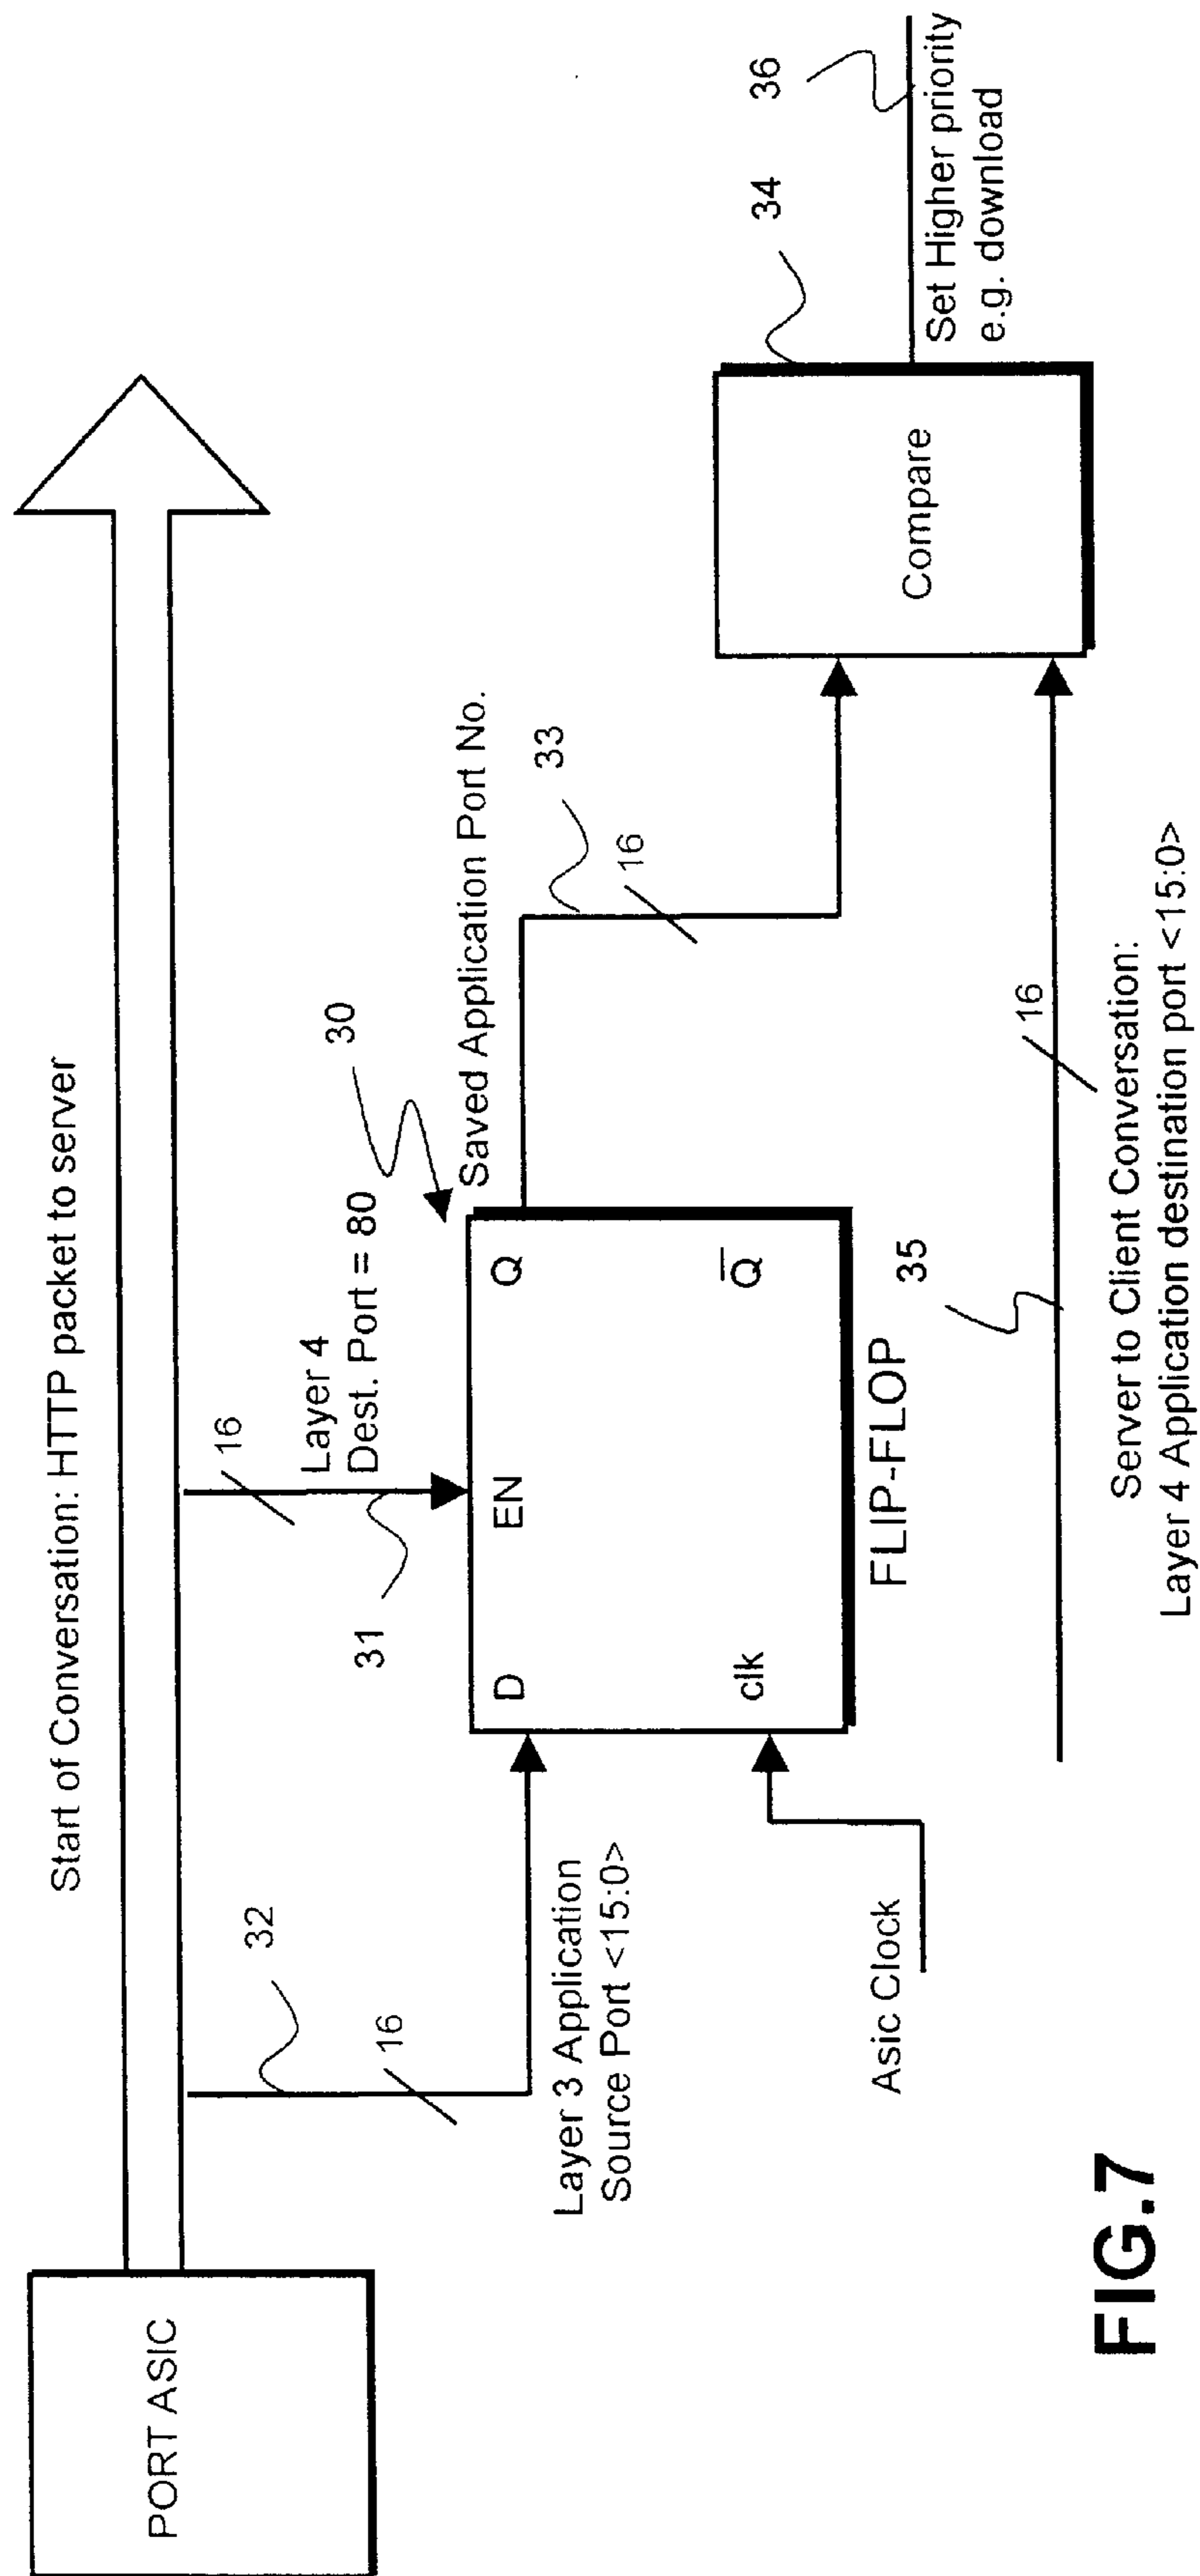 Start of Conversation: HTTP packet to server
PORT ASIC
32
16
Layer 3 Application
Source Port <15:0>
16
31
Layer 4
Dest. Port = 80
30
Saved Application Port No.
D
EN
Q
clk
Q̅
FLIP-FLOP
Asic Clock
33
16
34
Compare
36
Set Higher priority
e.g. download
35
16
Server to Client Conversation:
Layer 4 Application destination port <15:0>
FIG.7